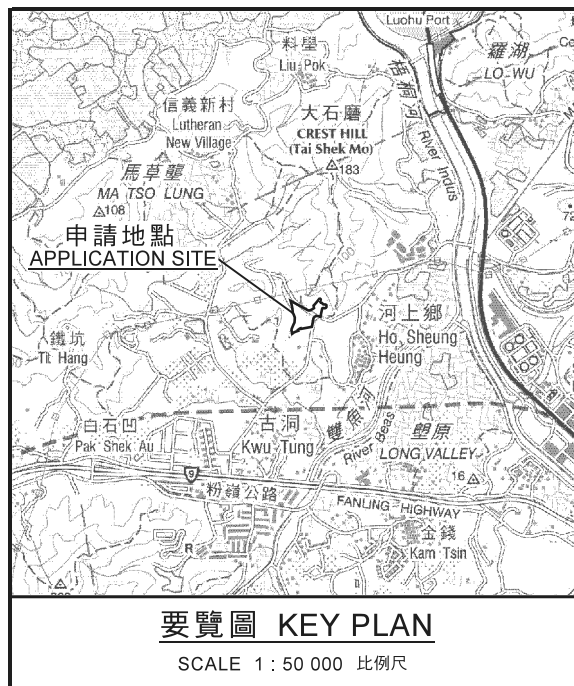 Luohu Port
料壆
Liu Pok
羅湖
LO WU
梧桐河
River Indus
信義新村
Lutheran
New Village
大石磨
CREST HILL
(Tai Shek Mo)
183
馬草壟
MA TSO LUNG
108
申請地點
APPLICATION SITE
100
河上鄉
Ho Sheung
Heung
鐵坑
Tit Hang
白石凹
Pak Shek Au
古洞
Kwu Tung
雙魚河
River Beas
塱原
LONG VALLEY
16
9
粉嶺公路
FANLING HIGHWAY
金錢
Kam Tsin
R
要覽圖 KEY PLAN
SCALE 1 : 50 000 比例尺